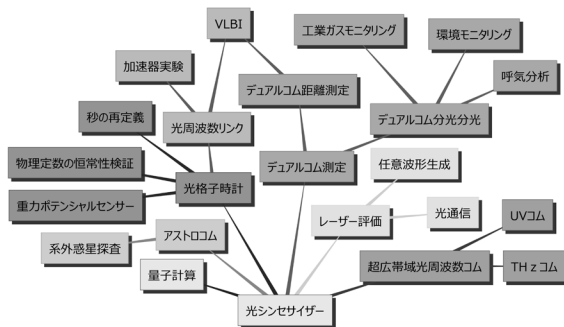 VLBI
工業ガスモニタリング
環境モニタリング
加速器実験
呼気分析
デュアルコム距離測定
秒の再定義
光周波数リンク
デュアルコム分光分光
物理定数の恒常性検証
デュアルコム測定
任意波形生成
光格子時計
重力ポテンシャルセンサー
レーザー評価
光通信
UVコム
系外惑星探査
アストロコム
量子計算
超広帯域光周波数コム
THzコム
光シンセサイザー